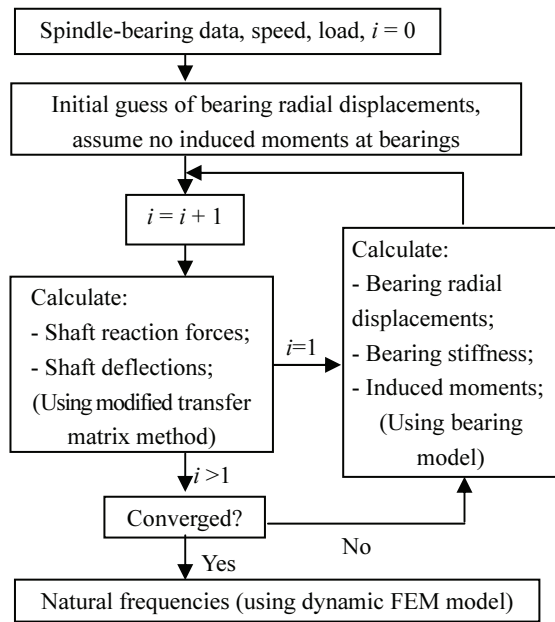 Spindle-bearing data, speed, load, i = 0
Initial guess of bearing radial displacements,
assume no induced moments at bearings
i = i + 1
Calculate:
- Shaft reaction forces;
- Shaft deflections;
(Using modified transfer
matrix method)
i=1
Calculate:
- Bearing radial
displacements;
- Bearing stiffness;
- Induced moments;
(Using bearing
model)
i >1
Converged?
No
Yes
Natural frequencies (using dynamic FEM model)